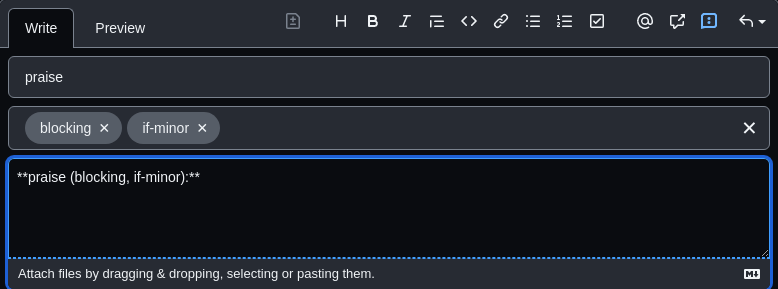 Write Preview
praise
blocking × if-minor ×
**praise (blocking, if-minor):**
Attach files by dragging & dropping, selecting or pasting them.